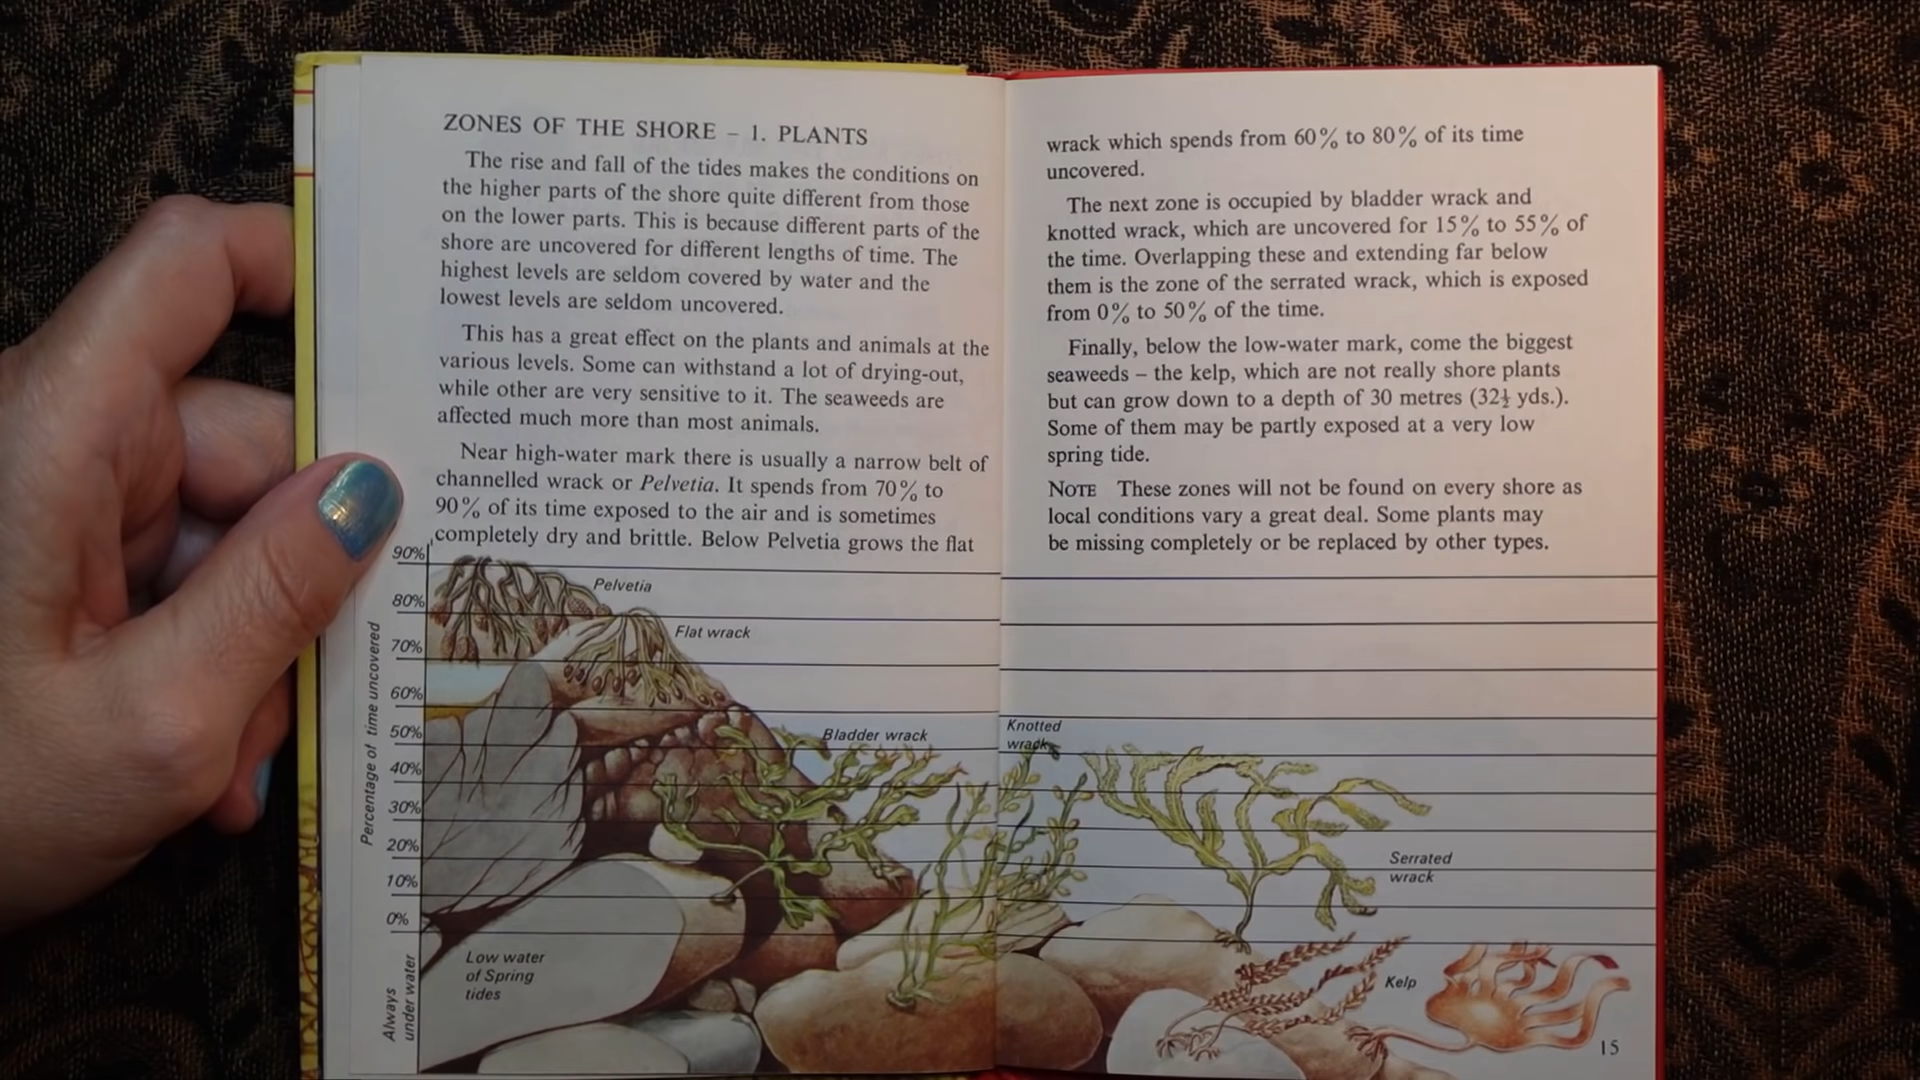 ZONES OF THE SHORE – 1. PLANTS
The rise and fall of the tides makes the conditions on
the higher parts of the shore quite different from those
on the lower parts. This is because different parts of the
shore are uncovered for different lengths of time. The
highest levels are seldom covered by water and the
lowest levels are seldom uncovered.
This has a great effect on the plants and animals at the
various levels. Some can withstand a lot of drying-out,
while other are very sensitive to it. The seaweeds are
affected much more than most animals.
Near high-water mark there is usually a narrow belt of
channelled wrack or Pelvetia. It spends from 70% to
90% of its time exposed to the air and is sometimes
completely dry and brittle. Below Pelvetia grows the flat
90%
80%
70%
60%
50%
40%
30%
20%
10%
0%
Percentage of time uncovered
Always
under water
Pelvetia
Flat wrack
Bladder wrack
Low water
of Spring
tides
wrack which spends from 60% to 80% of its time
uncovered.
The next zone is occupied by bladder wrack and
knotted wrack, which are uncovered for 15% to 55% of
the time. Overlapping these and extending far below
them is the zone of the serrated wrack, which is exposed
from 0% to 50% of the time.
Finally, below the low-water mark, come the biggest
seaweeds – the kelp, which are not really shore plants
but can grow down to a depth of 30 metres (32½ yds.).
Some of them may be partly exposed at a very low
spring tide.
NOTE These zones will not be found on every shore as
local conditions vary a great deal. Some plants may
be missing completely or be replaced by other types.
Knotted
wrack
Serrated
wrack
Kelp
15